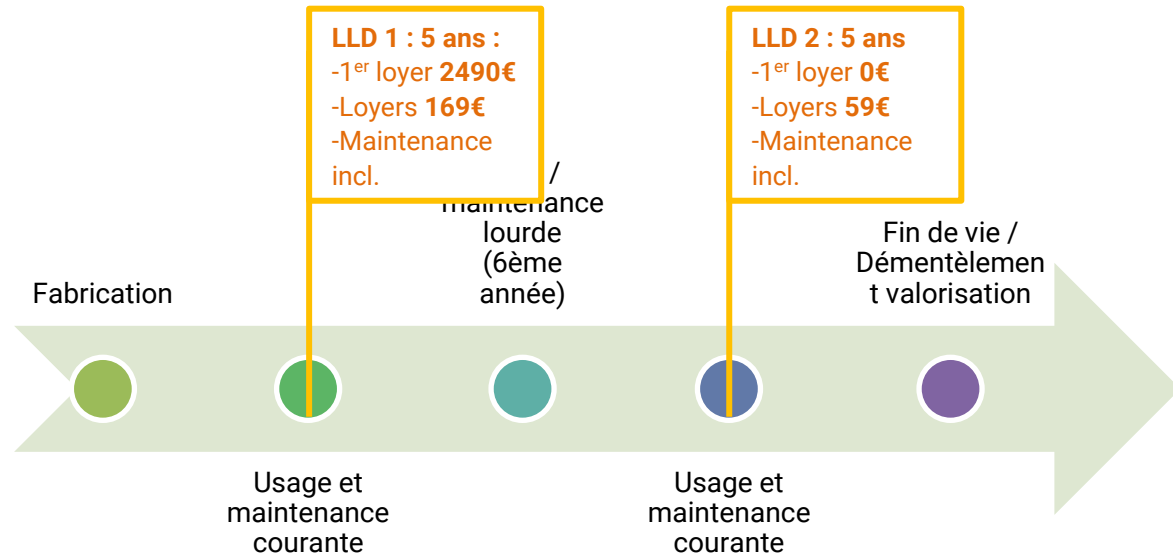 LLD 1 : 5 ans :
-1er loyer 2490€
-Loyers 169€
-Maintenance
incl.
LLD 2 : 5 ans
-1er loyer 0€
-Loyers 59€
-Maintenance
incl.
/
maintenance
lourde
(6ème
année)
Fin de vie /
Démentèlemen
t valorisation
Fabrication
Usage et
maintenance
courante
Usage et
maintenance
courante